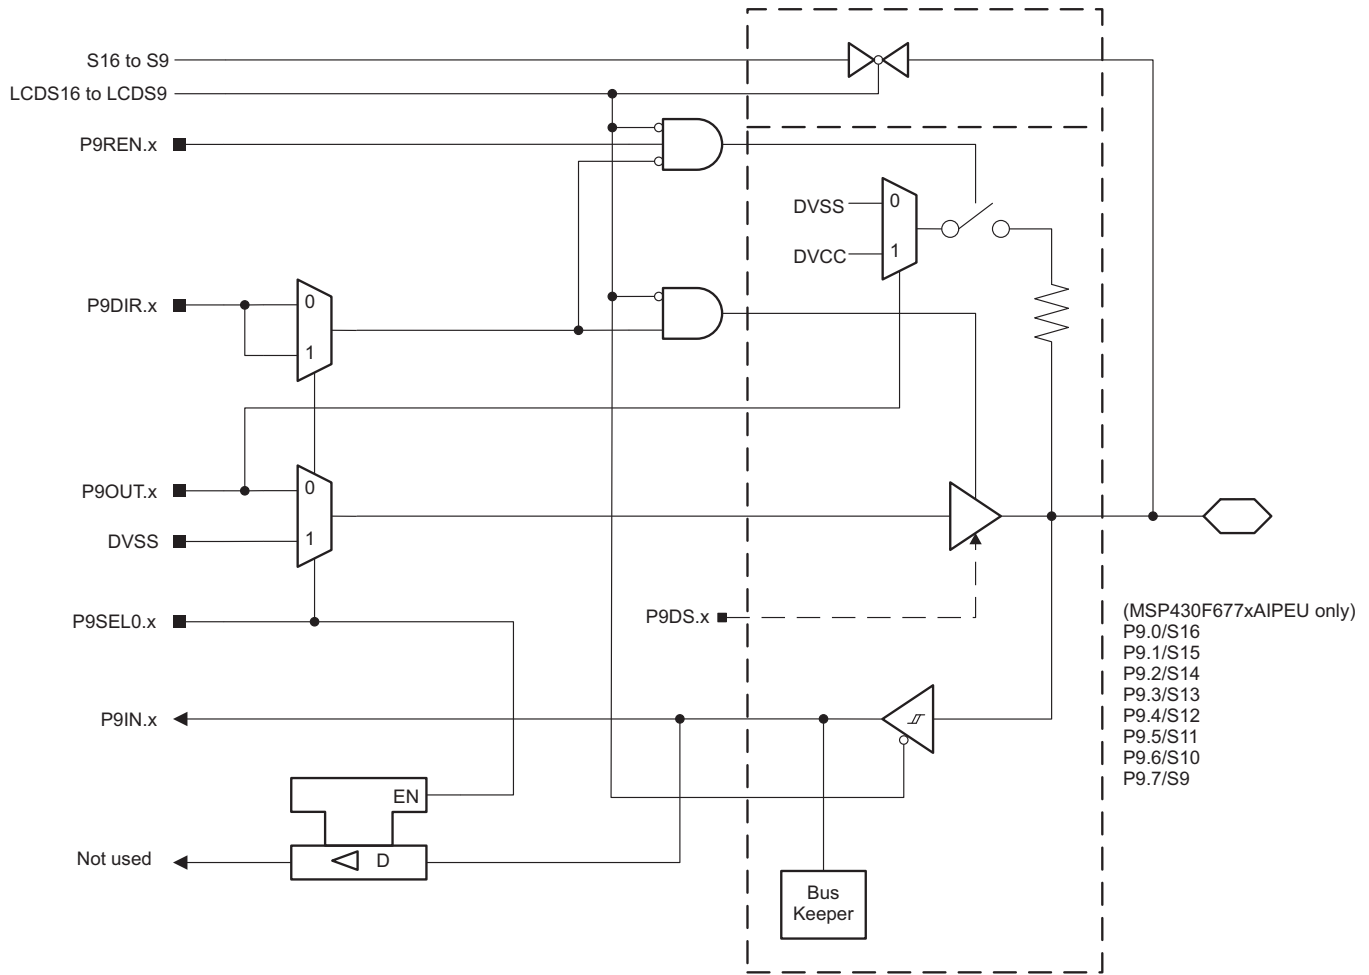 S16 to S9
LCDS16 to LCDS9
P9REN.x
DVSS
0
DVCC
1
P9DIR.x
0
1
P9OUT.x
0
DVSS
1
P9SEL0.x
P9DS.x
(MSP430F677xAIPEU only)
P9.0/S16
P9.1/S15
P9.2/S14
P9.3/S13
P9.4/S12
P9.5/S11
P9.6/S10
P9.7/S9
P9IN.x
EN
Not used
D
Bus
Keeper